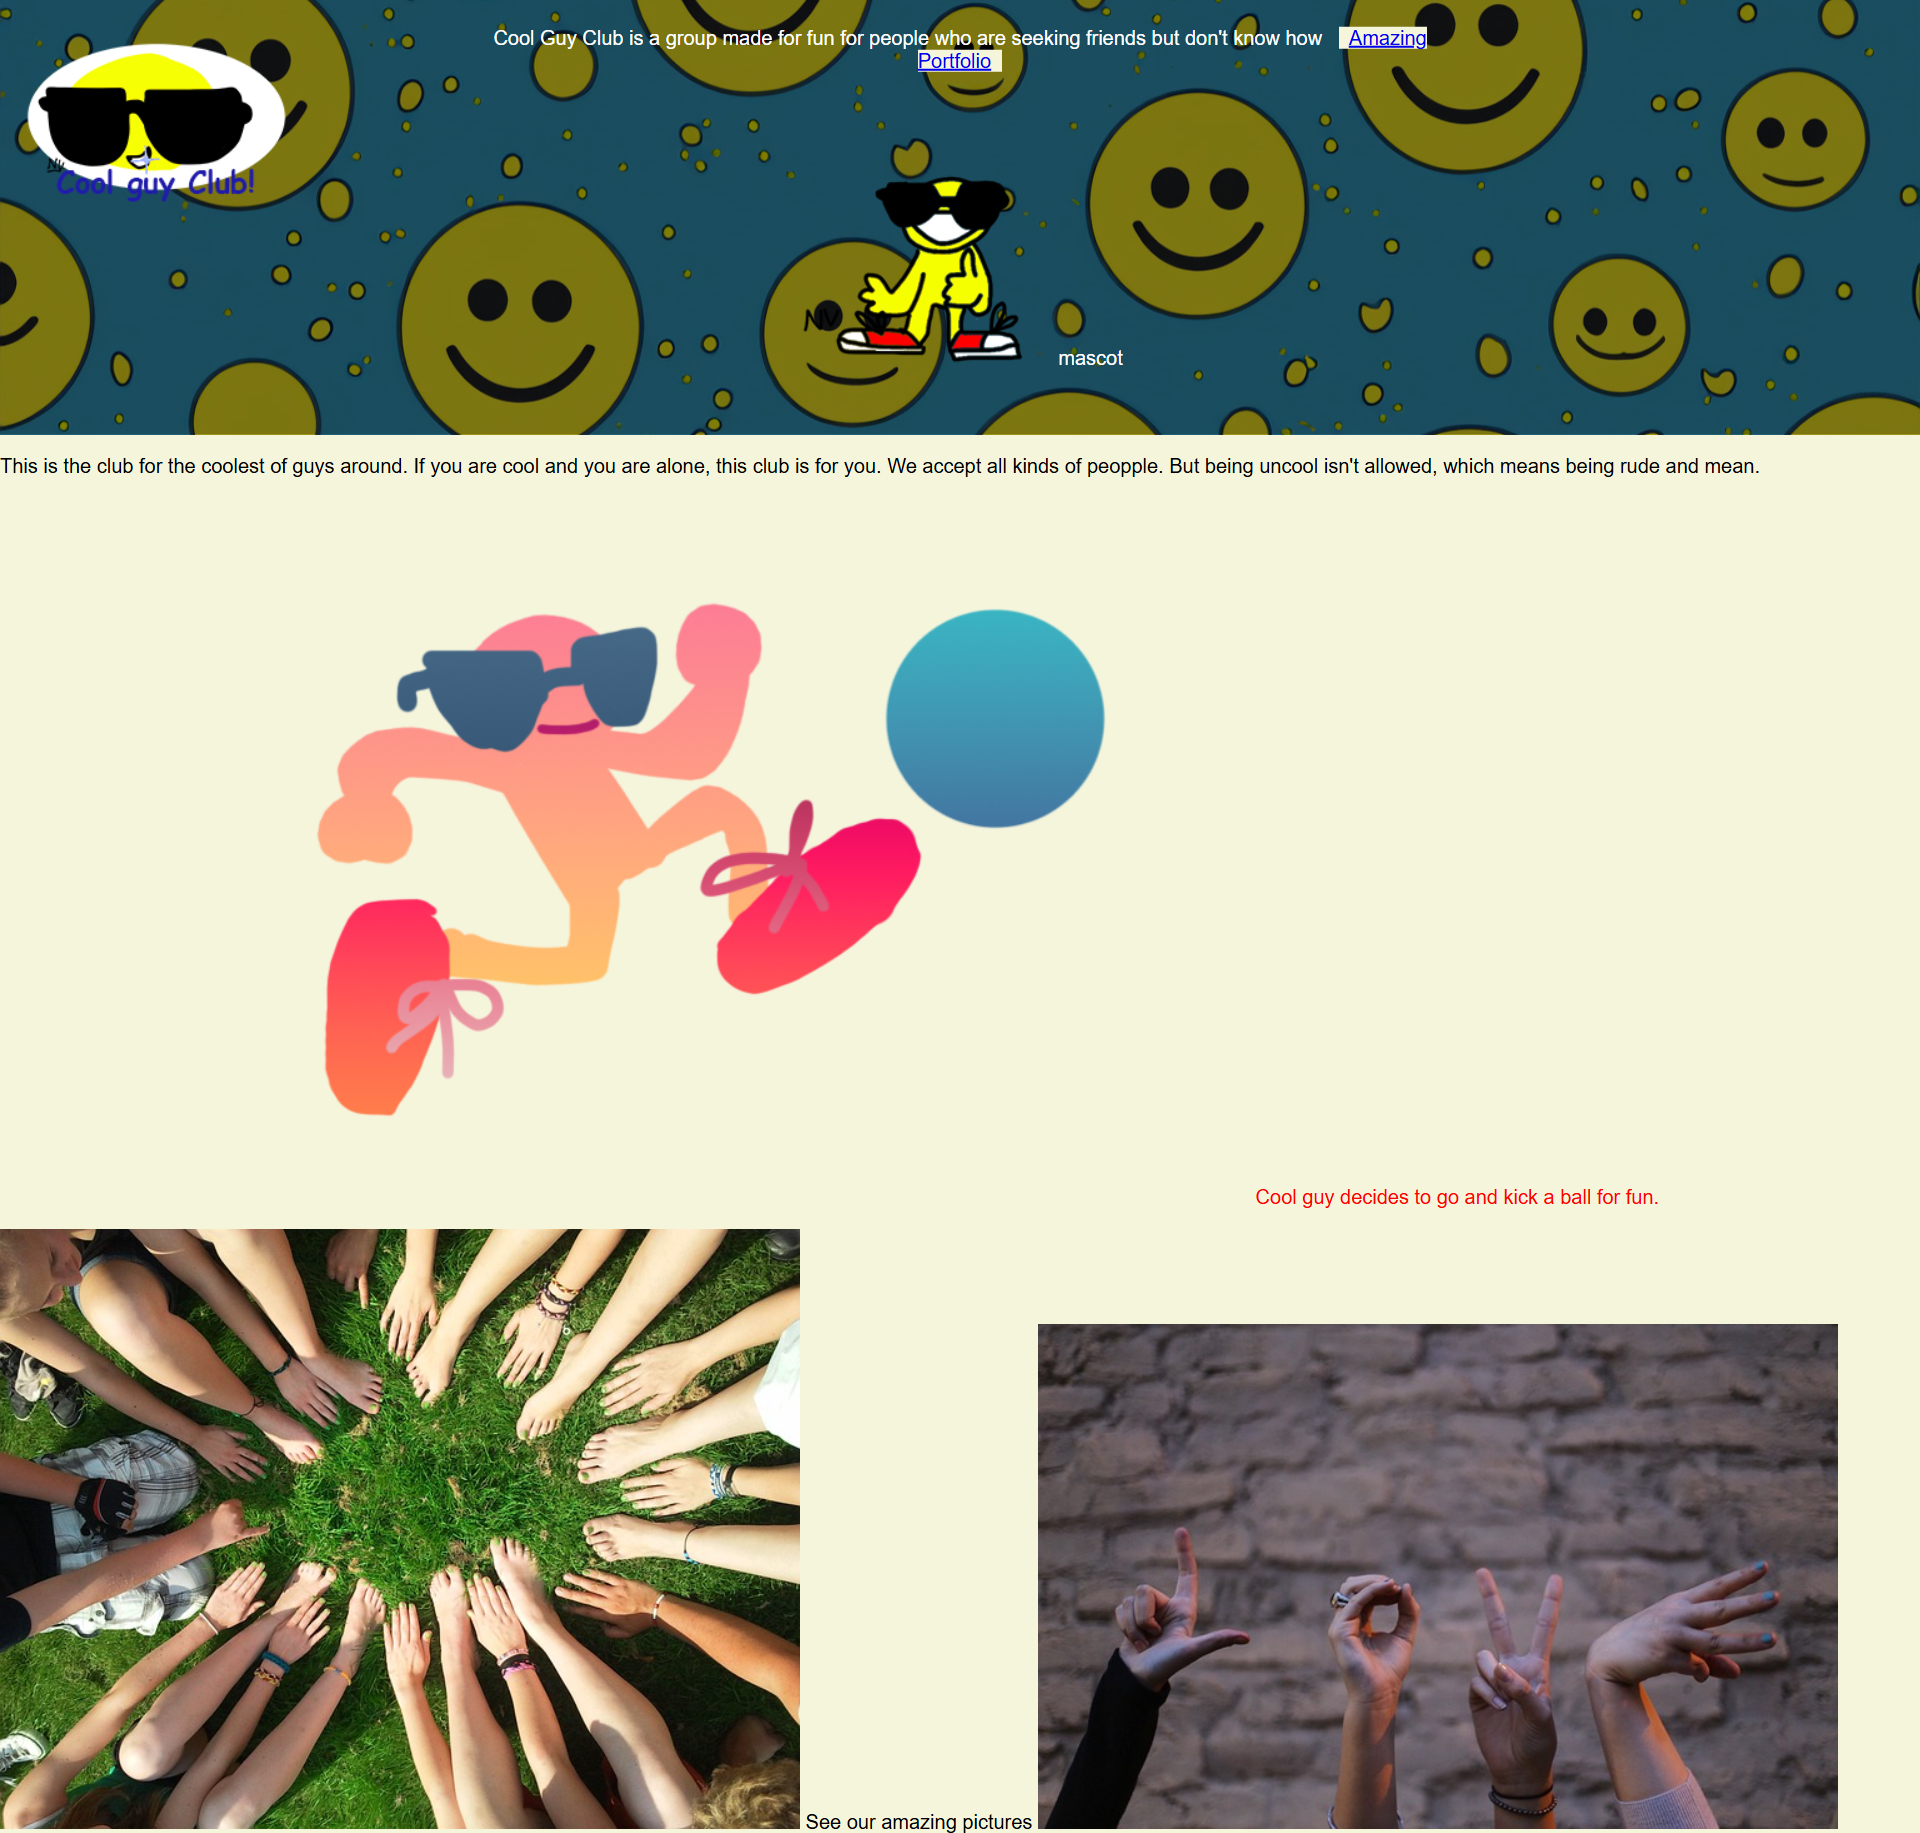 Cool Guy Club is a group made for fun for people who are seeking friends but don't know how Amazing
Portfolio
NV
Cool guy Club!
NV
mascot
This is the club for the coolest of guys around. If you are cool and you are alone, this club is for you. We accept all kinds of peopple. But being uncool isn't allowed, which means being rude and mean.
Cool guy decides to go and kick a ball for fun.
See our amazing pictures